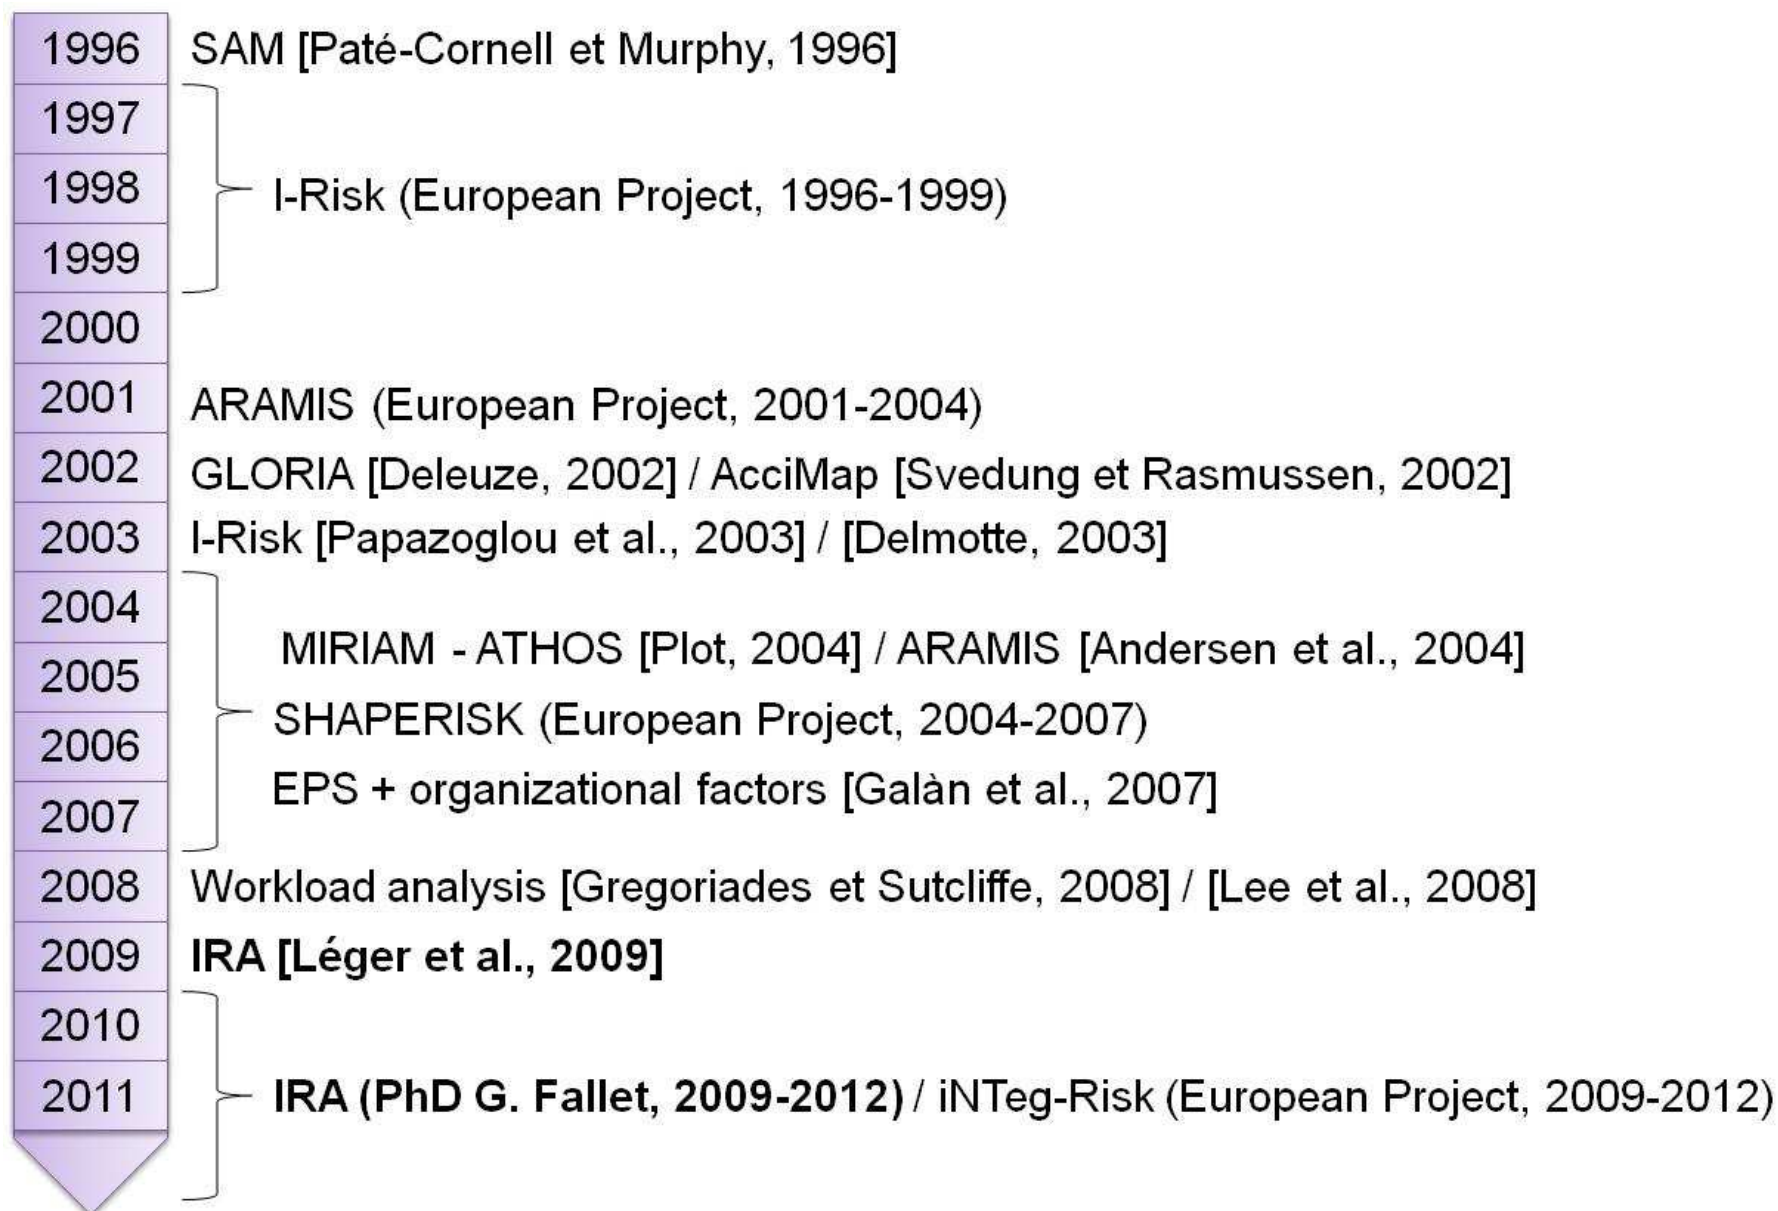 1996 SAM [Paté-Cornell et Murphy, 1996]
1997
1998 I-Risk (European Project, 1996-1999)
1999
2000
2001 ARAMIS (European Project, 2001-2004)
2002 GLORIA [Deleuze, 2002] / AcciMap [Svedung et Rasmussen, 2002]
2003 I-Risk [Papazoglou et al., 2003] / [Delmotte, 2003]
2004
MIRIAM - ATHOS [Plot, 2004] / ARAMIS [Andersen et al., 2004]
2005
SHAPERISK (European Project, 2004-2007)
2006
EPS + organizational factors [Galàn et al., 2007]
2007
2008 Workload analysis [Gregoriades et Sutcliffe, 2008] / [Lee et al., 2008]
2009 IRA [Léger et al., 2009]
2010
2011 IRA (PhD G. Fallet, 2009-2012) / iNTeg-Risk (European Project, 2009-2012)